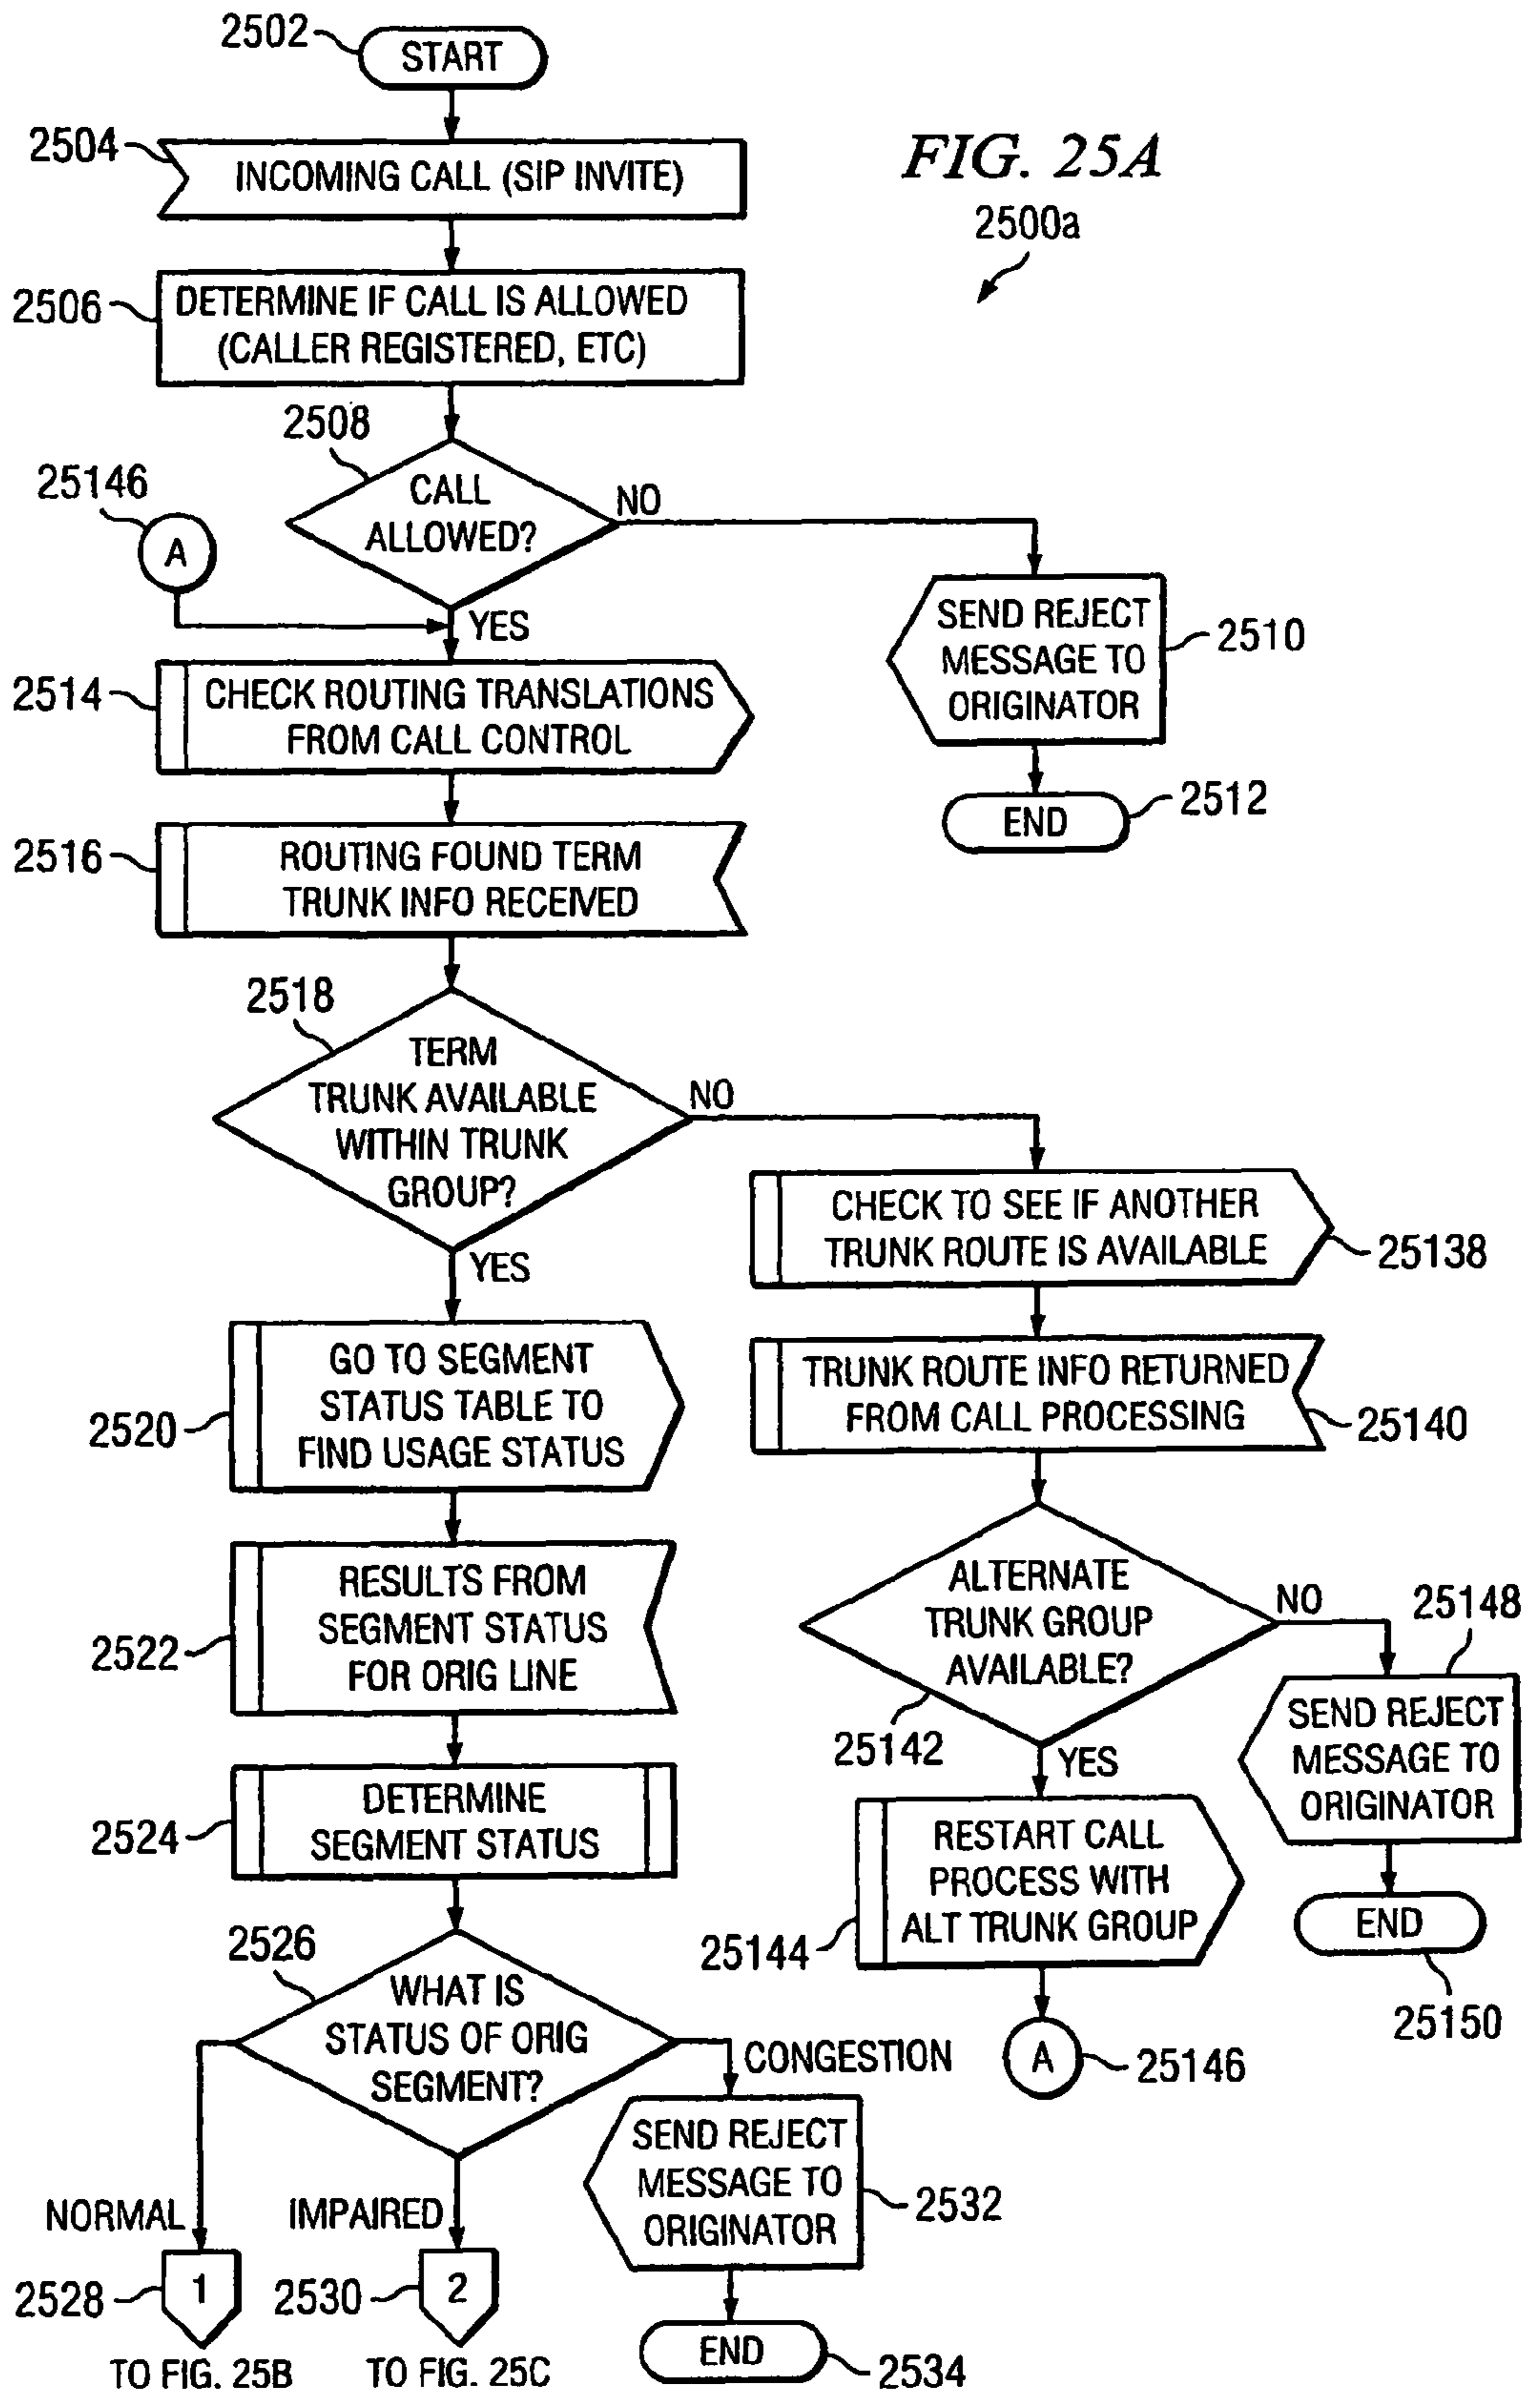 2502
START
FIG. 25A
2500a
2504
INCOMING CALL (SIP INVITE)
2506
DETERMINE IF CALL IS ALLOWED
(CALLER REGISTERED, ETC)
2508
CALL
ALLOWED?
NO
25146
A
YES
SEND REJECT
MESSAGE TO
ORIGINATOR
2510
END
2512
2514
CHECK ROUTING TRANSLATIONS
FROM CALL CONTROL
2516
ROUTING FOUND TERM
TRUNK INFO RECEIVED
2518
TERM
TRUNK AVAILABLE
WITHIN TRUNK
GROUP?
NO
YES
CHECK TO SEE IF ANOTHER
TRUNK ROUTE IS AVAILABLE
25138
TRUNK ROUTE INFO RETURNED
FROM CALL PROCESSING
25140
2520
GO TO SEGMENT
STATUS TABLE TO
FIND USAGE STATUS
2522
RESULTS FROM
SEGMENT STATUS
FOR ORIG LINE
ALTERNATE
TRUNK GROUP
AVAILABLE?
25142
NO
25148
SEND REJECT
MESSAGE TO
ORIGINATOR
END
25150
YES
RESTART CALL
PROCESS WITH
ALT TRUNK GROUP
25144
A
25146
2524
DETERMINE
SEGMENT STATUS
2526
WHAT IS
STATUS OF ORIG
SEGMENT?
CONGESTION
SEND REJECT
MESSAGE TO
ORIGINATOR
2532
END
2534
NORMAL
1
2528
TO FIG. 25B
IMPAIRED
2
2530
TO FIG. 25C